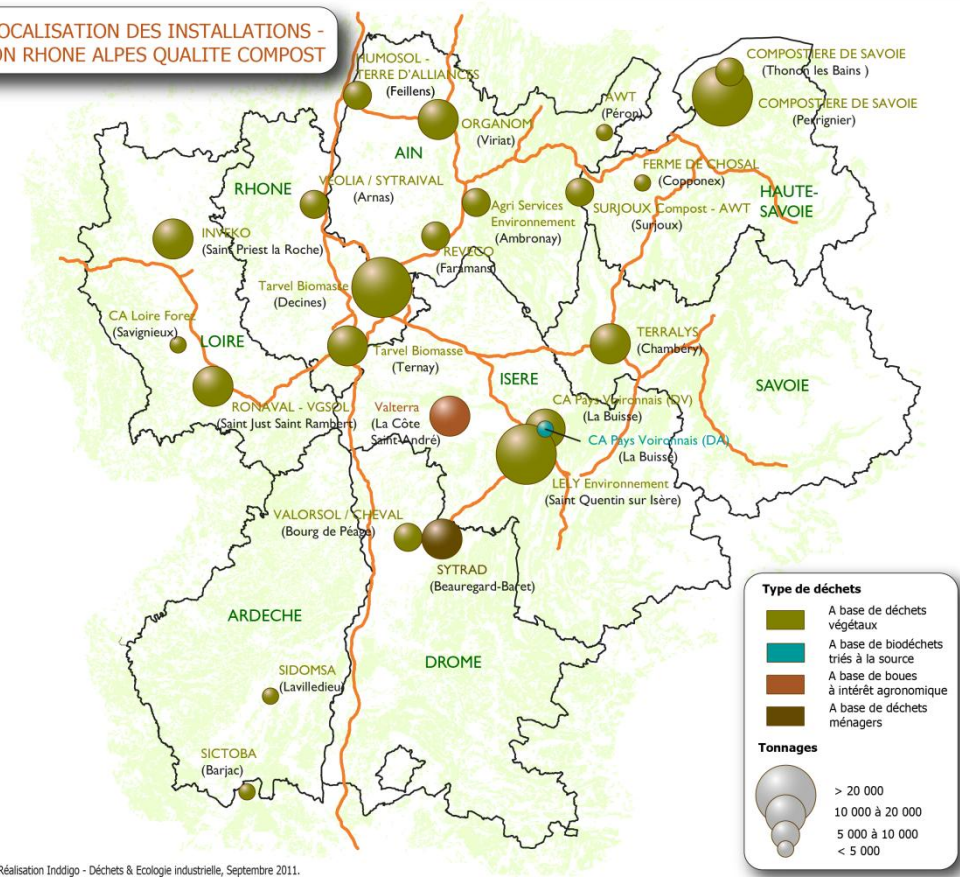 OCALISATION DES INSTALLATIONS -
ON RHONE ALPES QUALITE COMPOST
HUMOSOL -
TERRE D'ALLIANCES
(Feillens)
ORGANOM
(Viriat)
AIN
AWT
(Péron)
COMPOSTIERE DE SAVOIE
(Thonon les Bains )
COMPOSTIERE DE SAVOIE
(Perrignier)
RHONE
VEOLIA / SYTRAIVAL
(Arnas)
FERME DE CHOSAL
(Copponex)
HAUTE-
SAVOIE
Agri Services
Environnement
(Ambronay)
SURJOUX Compost - AWT
(Surjoux)
INVEKO
(Saint Priest la Roche)
REVECO
(Faramans)
Tarvel Biomasse
(Decines)
CA Loire Forez
(Savignieux)
LOIRE
Tarvel Biomasse
(Ternay)
TERRALYS
(Chambéry)
ISERE
SAVOIE
RONAVAL - VGSOL
(Saint Just Saint Rambert)
Valterra
(La Côte
Saint-André)
CA Pays Voironnais (DV)
(La Buisse)
CA Pays Voironnais (DA)
(La Buisse)
LELY Environnement
(Saint Quentin sur Isère)
VALORSOL / CHEVAL
(Bourg de Péage)
SYTRAD
(Beauregard-Baret)
ARDECHE
DROME
SIDOMSA
(Lavilledieu)
SICTOBA
(Barjac)
Type de déchets
A base de déchets
végétaux
A base de biodéchets
triés à la source
A base de boues
à intérêt agronomique
A base de déchets
ménagers
Tonnages
> 20 000
10 000 à 20 000
5 000 à 10 000
< 5 000
Réalisation Inddigo - Déchets & Ecologie industrielle, Septembre 2011.